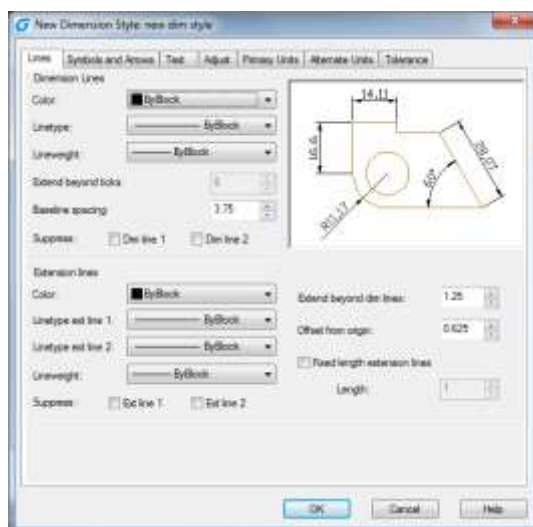 New Dimension Style: new dim style
Lines
Symbols and Arrows
Text
Adjust
Primary Units
Alternate Units
Tolerance
Dimension Lines
Color:
ByBlock
Linetype:
ByBlock
Lineweight:
ByBlock
Extend beyond ticks
0
Baseline spacing
3.75
Suppress:
Dim line 1
Dim line 2
14,11
16,6
R11,17
60°
28,07
Extension lines
Color:
ByBlock
Linetype ext line 1:
ByBlock
Linetype ext line 2:
ByBlock
Lineweight:
ByBlock
Suppress:
Ext line 1
Ext line 2
Extend beyond dim lines:
1.25
Offset from origin:
0.625
Fixed length extension lines
Length:
1
OK
Cancel
Help